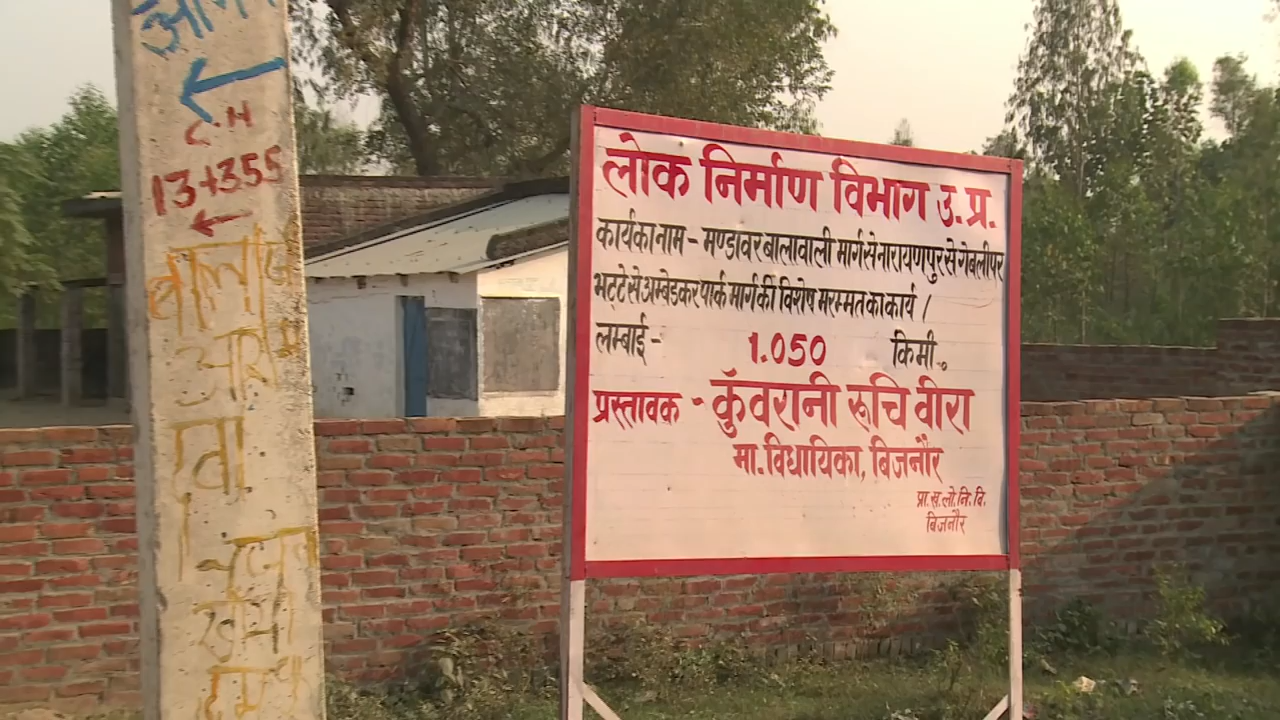 C.H
13+355
लोक निर्माण विभाग उ.प्र.
कार्य का नाम - मण्डावर बालावाली मार्ग से नारायणपुर से गेबलीपर
भट्टे से अम्बेडकर पार्क मार्ग की विशेष मरम्मत का कार्य /
लम्बाई - 1.050 किमी.
प्रस्तावक - कुॅवरानी रूचि वीरा
मा. विधायिका, बिजनौर
प्रा.ख.लो.नि.वि.
बिजनौर